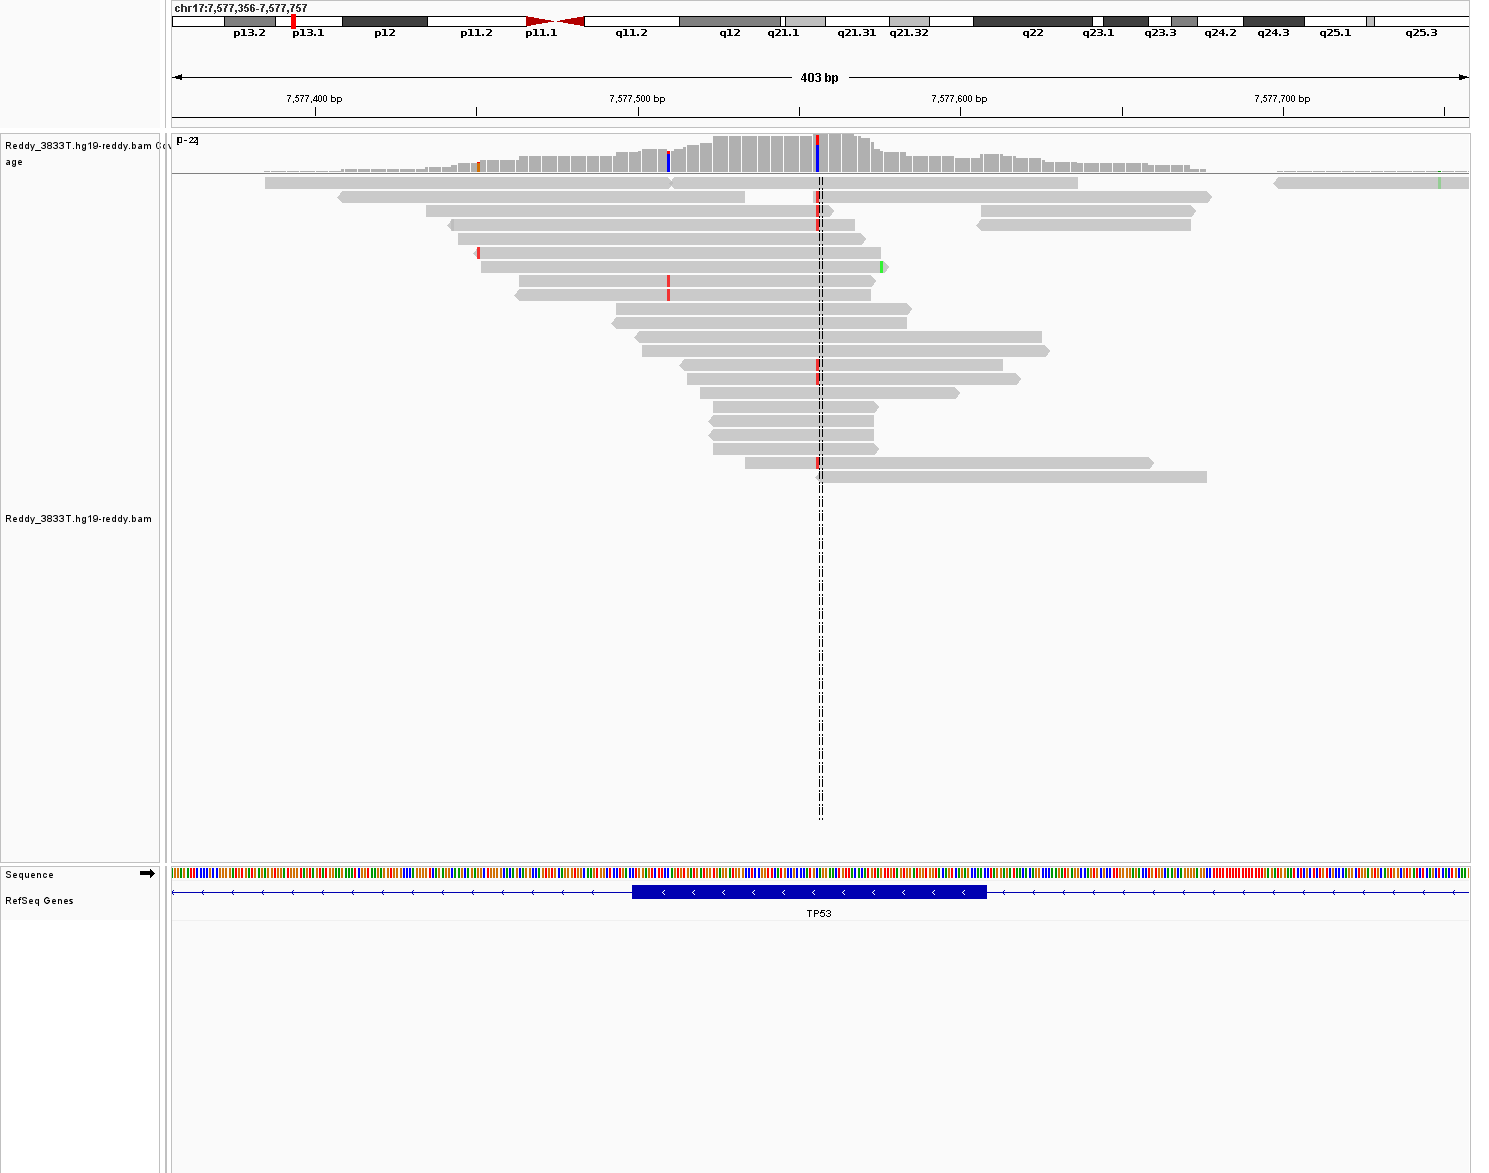 chr17:7,577,356-7,577,757
p13.2 p13.1 p12 p11.2 p11.1 q11.2 q12 q21.1 q21.31 q21.32 q22 q23.1 q23.3 q24.2 q24.3 q25.1 q25.3
403 bp
7,577,400 bp 7,577,500 bp 7,577,600 bp 7,577,700 bp
Reddy_3833T.hg19-reddy.bam Cov
age
[0-22]
Reddy_3833T.hg19-reddy.bam
Sequence
RefSeq Genes
TP53